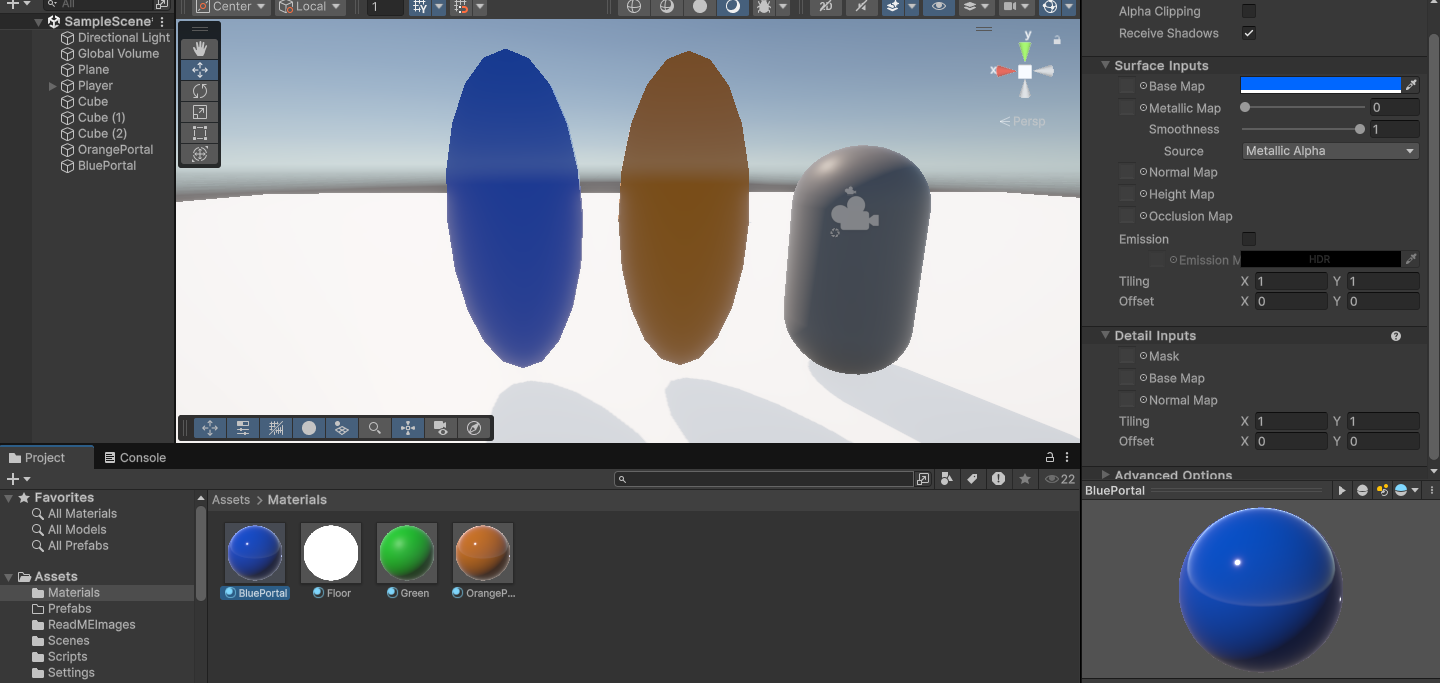 Center
Local
1
2D
All
SampleScene*
Directional Light
Global Volume
Plane
Player
Cube
Cube (1)
Cube (2)
OrangePortal
BluePortal
y
x
Persp
Alpha Clipping
Receive Shadows
Surface Inputs
Base Map
Metallic Map 0
Smoothness 1
Source Metallic Alpha
Normal Map
Height Map
Occlusion Map
Emission
Emission M HDR
Tiling X 1 Y 1
Offset X 0 Y 0
Detail Inputs
Mask
Base Map
Normal Map
Tiling X 1 Y 1
Offset X 0 Y 0
Advanced Options
BluePortal
Project Console
22
Favorites
All Materials
All Models
All Prefabs
Assets
Materials
Prefabs
ReadMEImages
Scenes
Scripts
Settings
Assets > Materials
BluePortal Floor Green OrangeP...